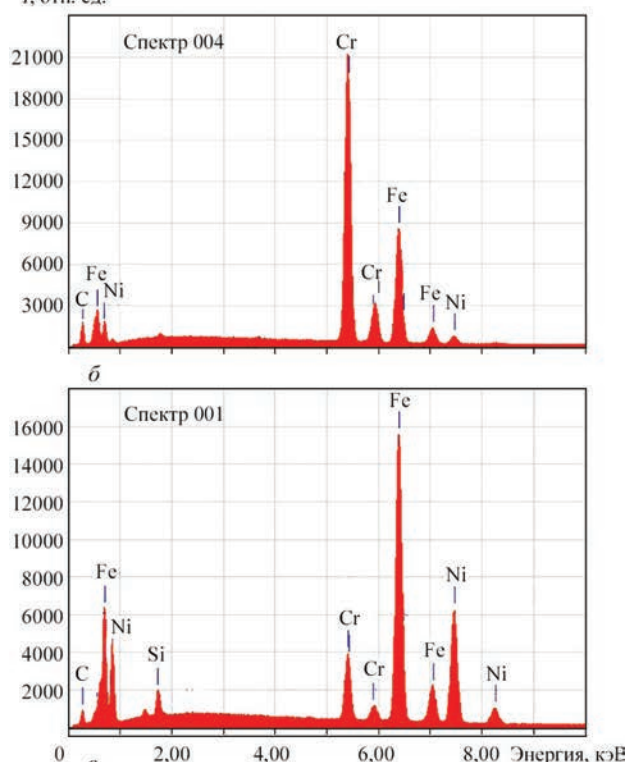 I, отн. ед.
Спектр 004
Cr
21000
18000
15000
12000
Fe
9000
6000
Fe
Ni
Cr
C
3000
Fe
Ni
б
Спектр 001
Fe
16000
14000
12000
10000
8000
Fe
Ni
6000
Ni
4000
Cr
Si
Fe
C
2000
Cr
Ni
0 2,00 4,00 6,00 8,00 Энергия, кэВ